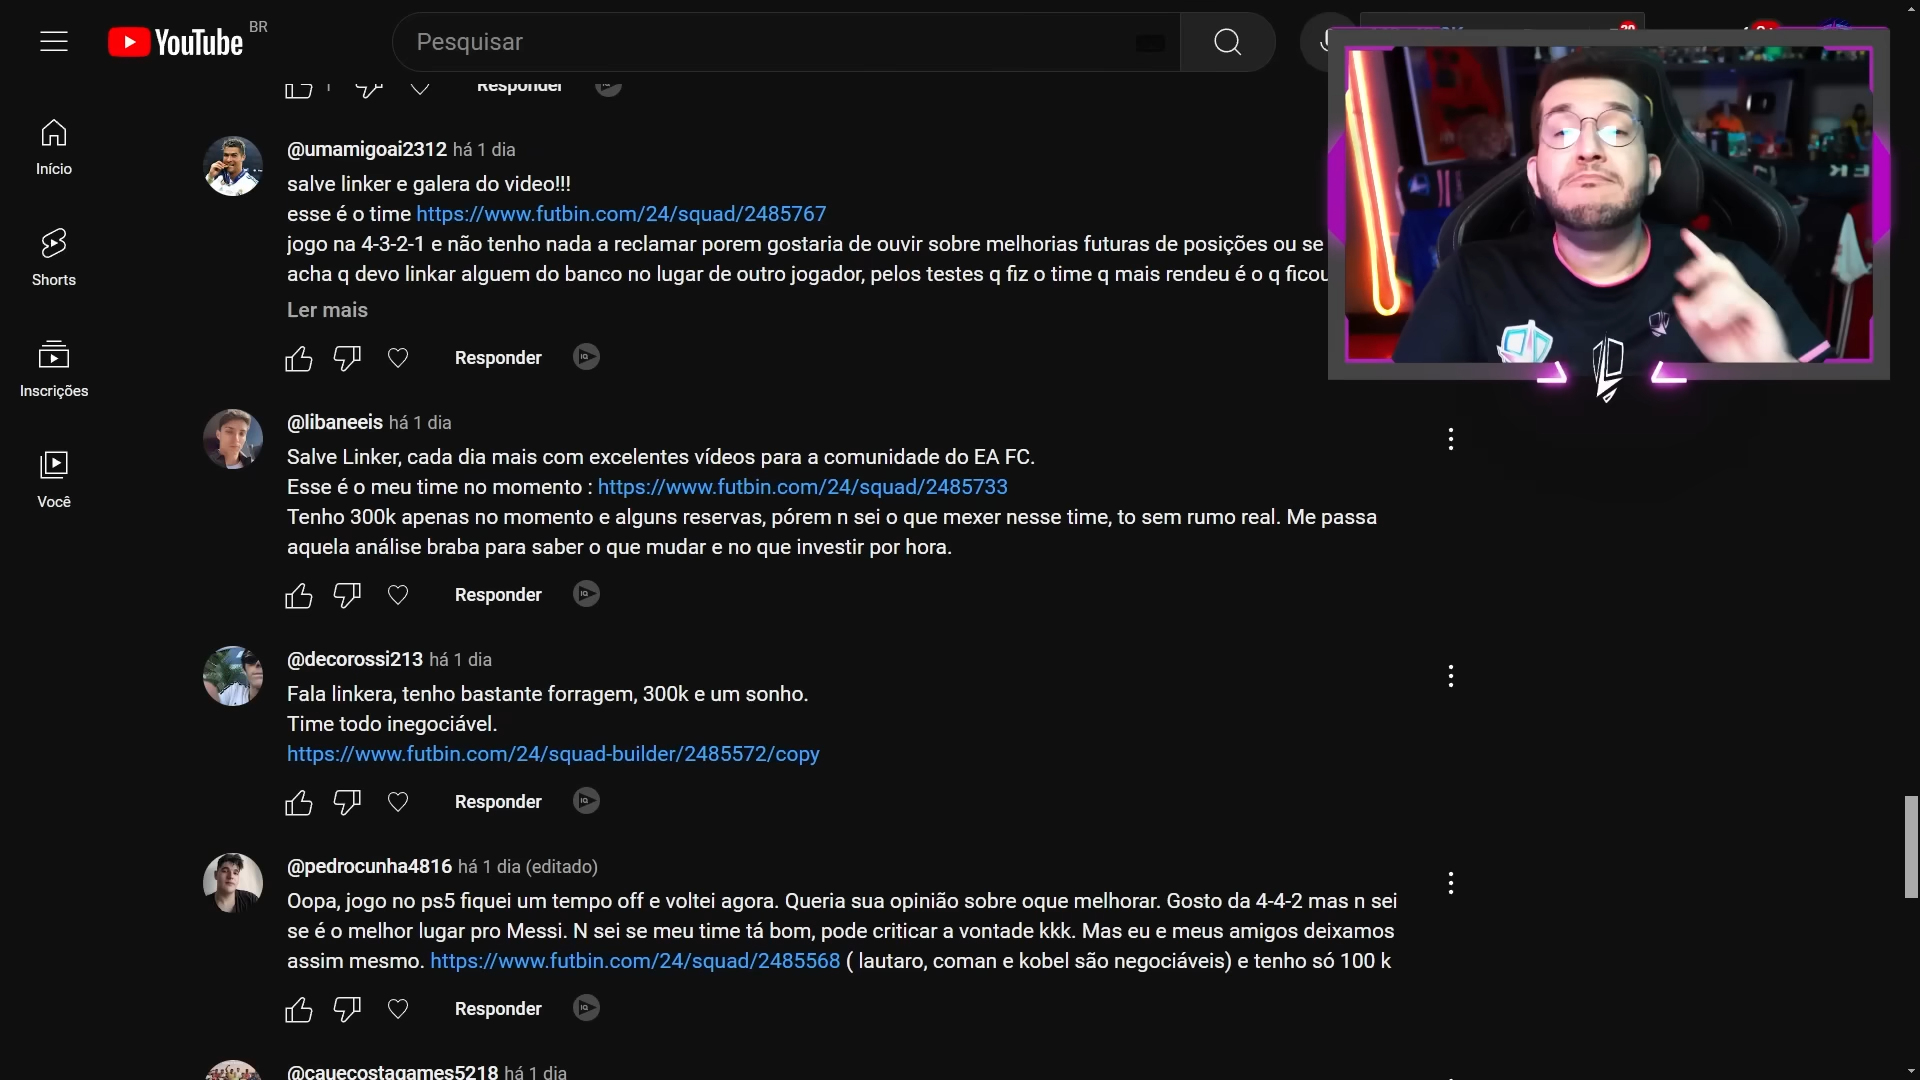 YouTube BR
Pesquisar
Início
Shorts
Inscrições
Você
1
Responder
@umamigoai2312 há 1 dia
salve linker e galera do video!!!
esse é o time https://www.futbin.com/24/squad/2485767
jogo na 4-3-2-1 e não tenho nada a reclamar porem gostaria de ouvir sobre melhorias futuras de posições ou se
acha q devo linkar alguem do banco no lugar de outro jogador, pelos testes q fiz o time q mais rendeu é o q ficou
Ler mais
Responder
@libaneeis há 1 dia
Salve Linker, cada dia mais com excelentes vídeos para a comunidade do EA FC.
Esse é o meu time no momento : https://www.futbin.com/24/squad/2485733
Tenho 300k apenas no momento e alguns reservas, pórem n sei o que mexer nesse time, to sem rumo real. Me passa
aquela análise braba para saber o que mudar e no que investir por hora.
Responder
@decorossi213 há 1 dia
Fala linkera, tenho bastante forragem, 300k e um sonho.
Time todo inegociável.
https://www.futbin.com/24/squad-builder/2485572/copy
Responder
@pedrocunha4816 há 1 dia (editado)
Oopa, jogo no ps5 fiquei um tempo off e voltei agora. Queria sua opinião sobre oque melhorar. Gosto da 4-4-2 mas n sei
se é o melhor lugar pro Messi. N sei se meu time tá bom, pode criticar a vontade kkk. Mas eu e meus amigos deixamos
assim mesmo. https://www.futbin.com/24/squad/2485568 ( lautaro, coman e kobel são negociáveis) e tenho só 100 k
Responder
@cauecostagames5218 há 1 dia